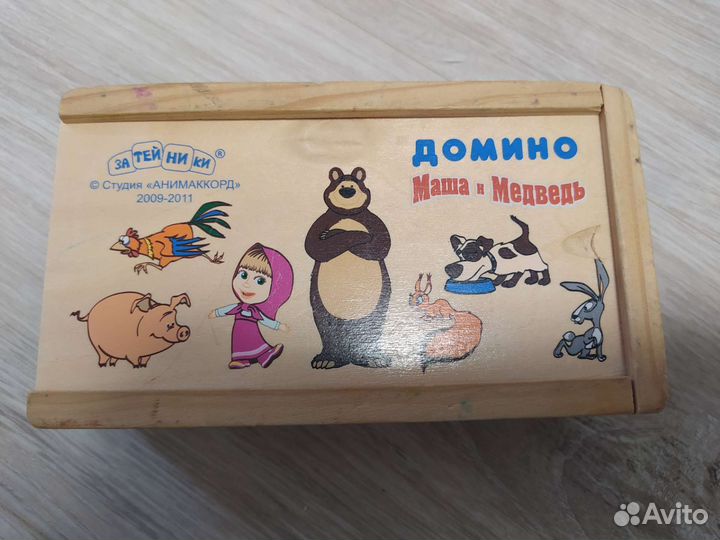 ЗАТЕЙНИКИ®
© Студия «АНИМАККОРД»
2009-2011
ДОМИНО
Маша и Медведь
Avito